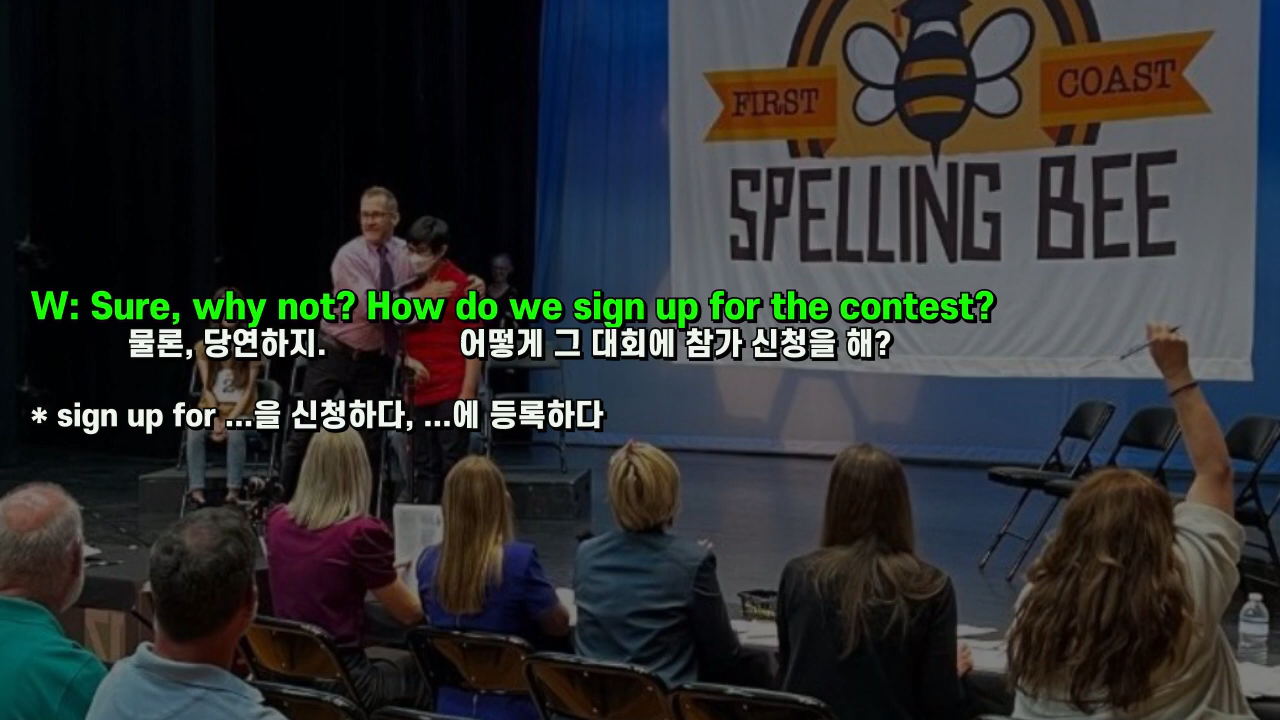 FIRST COAST
SPELLING BEE
W: Sure, why not? How do we sign up for the contest?
물론, 당연하지. 어떻게 그 대회에 참가 신청을 해?
* sign up for ...을 신청하다, ...에 등록하다
2